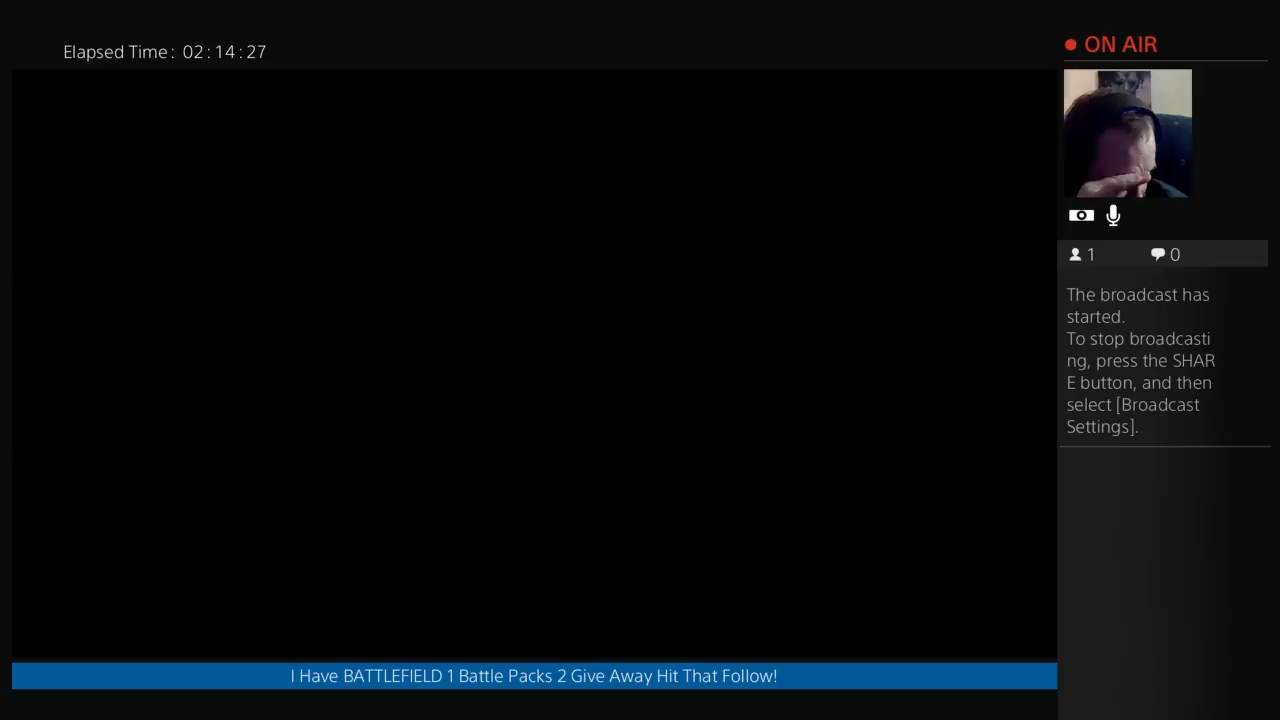 Elapsed Time: 02:14:27
ON AIR
1
0
The broadcast has
started.
To stop broadcasti
ng, press the SHAR
E button, and then
select [Broadcast
Settings].
I Have BATTLEFIELD 1 Battle Packs 2 Give Away Hit That Follow!